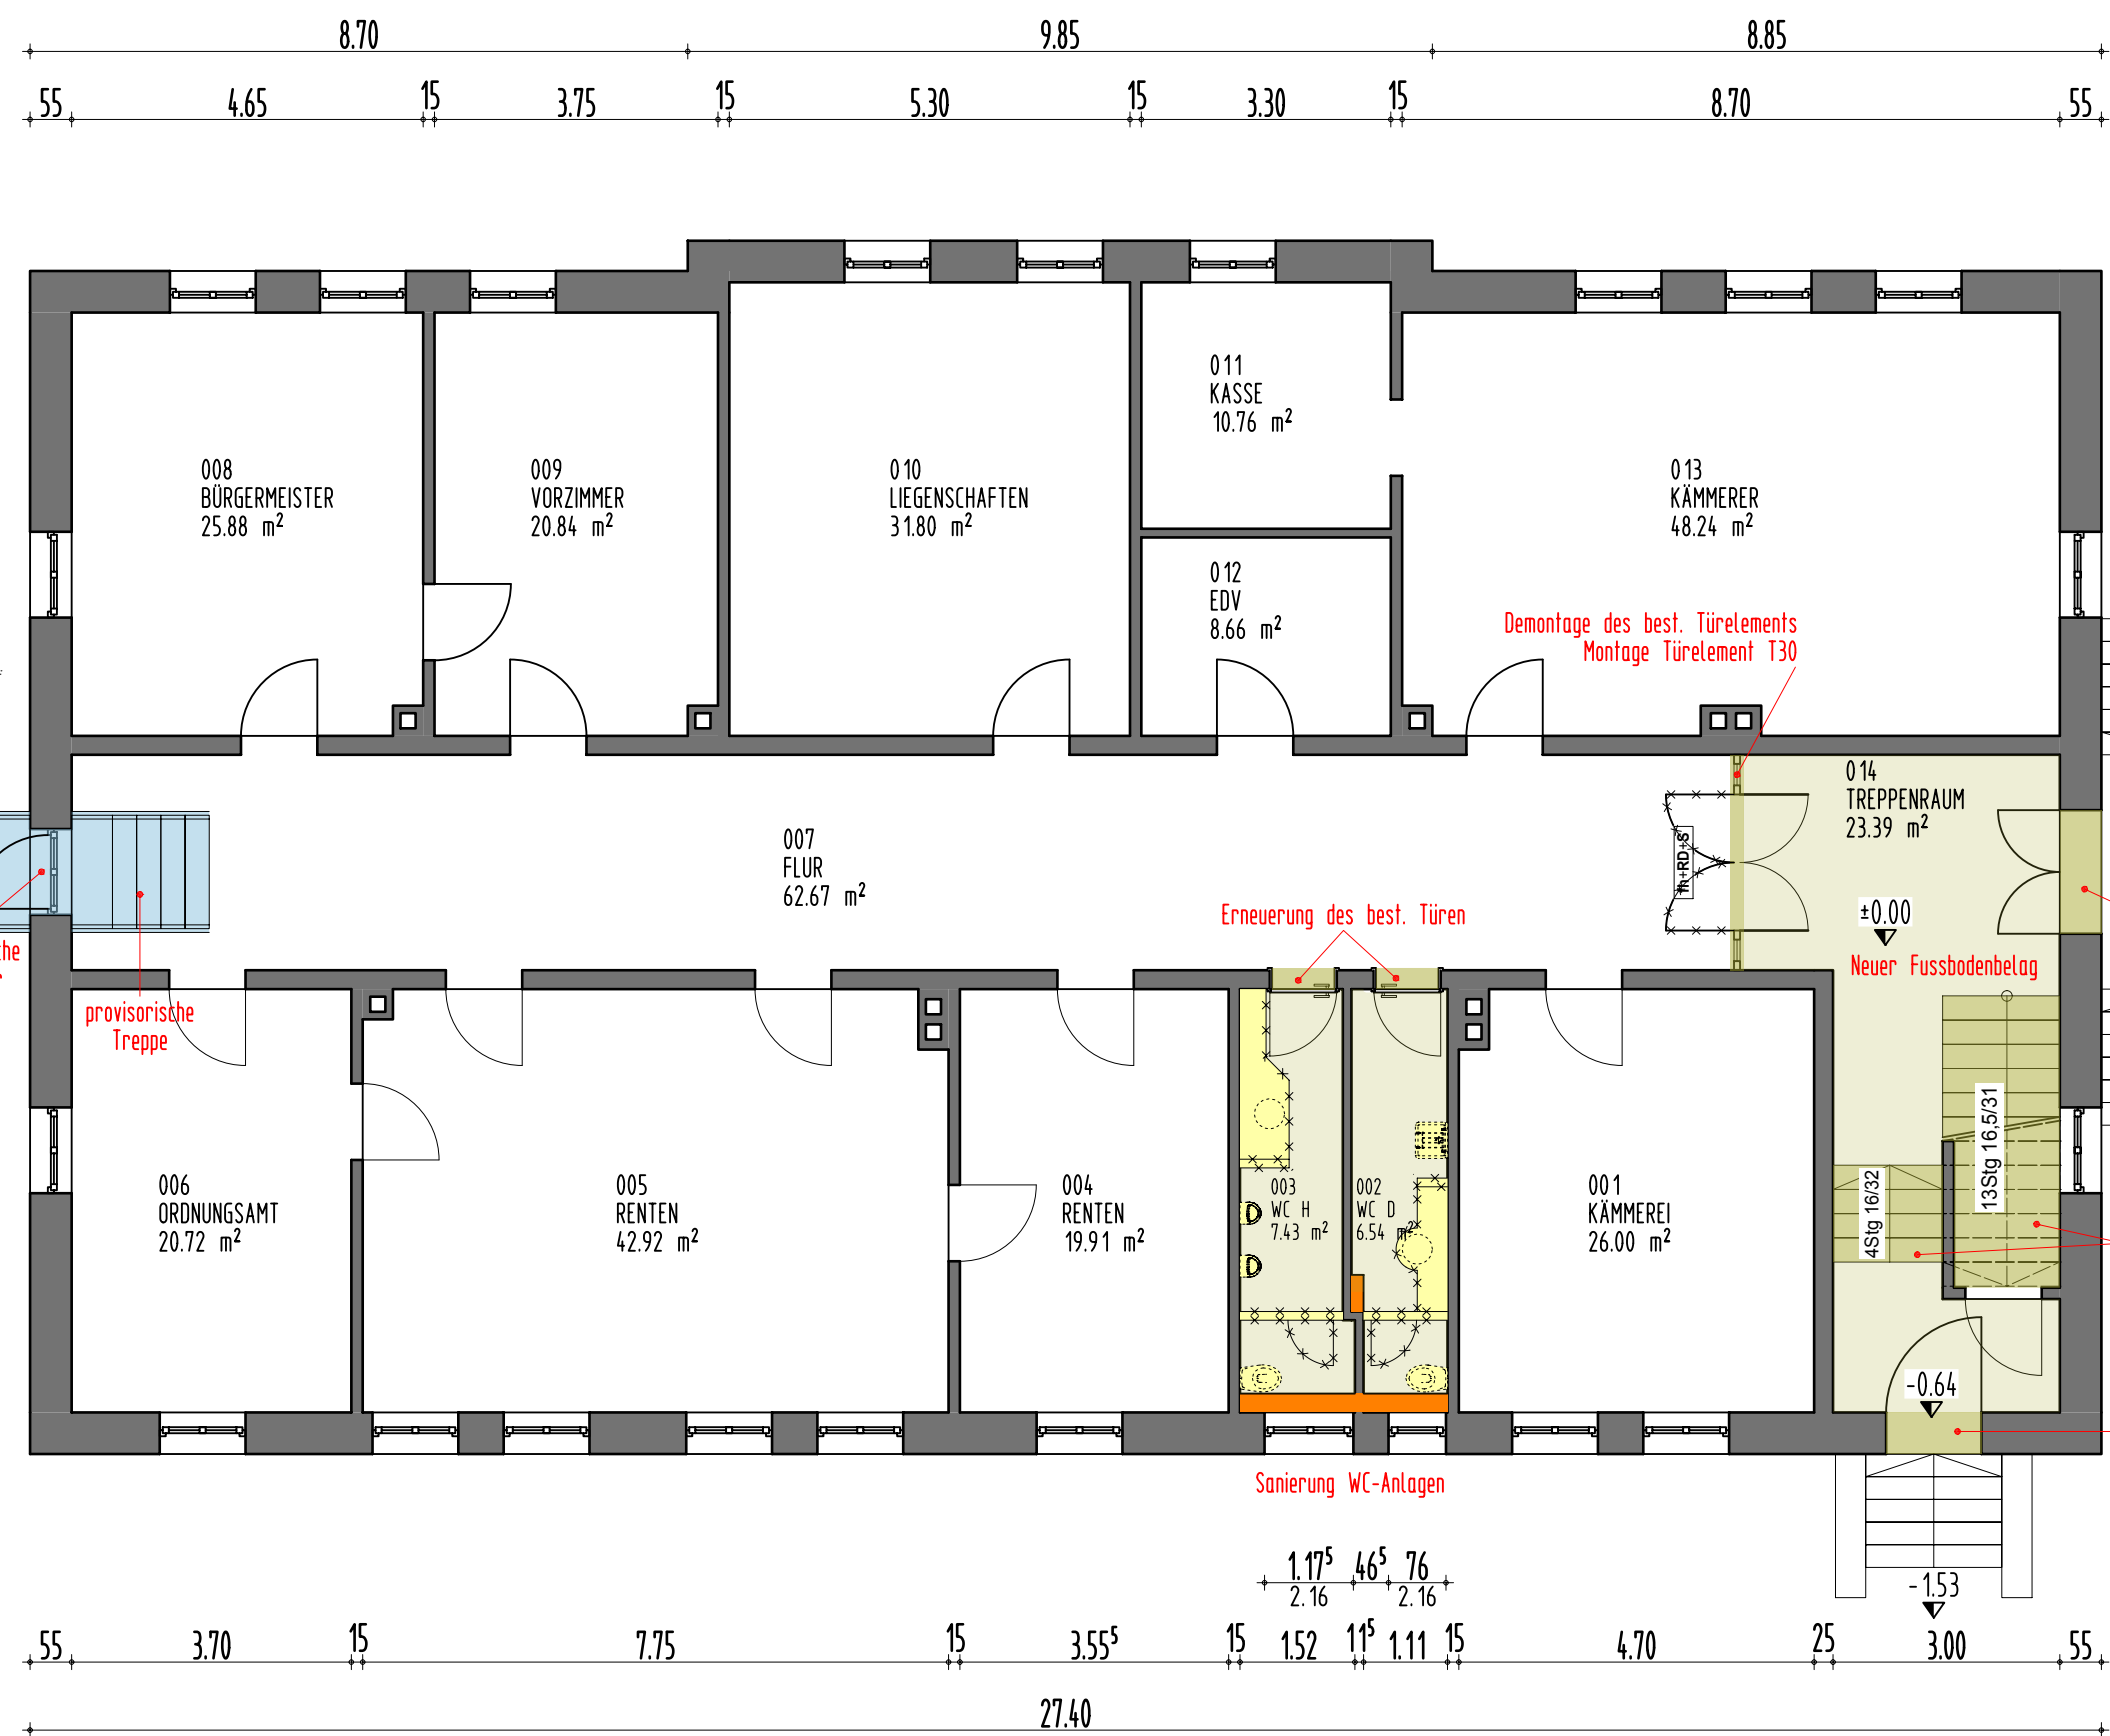 8.70 9.85 8.85
55 4.65 15 3.75 15 5.30 15 3.30 15 8.70 55
011
KASSE
10.76 m²
008
BÜRGERMEISTER
25.88 m²
009
VORZIMMER
20.84 m²
010
LIEGENSCHAFTEN
31.80 m²
013
KÄMMERER
48.24 m²
012
EDV
8.66 m²
Demontage des best. Türelements
Montage Türelement T30
014
TREPPENRAUM
23.39 m²
007
FLUR
62.67 m²
fh+RD+S
±0.00
Erneuerung des best. Türen
Neuer Fussbodenbelag
provisorische
Treppe
006
ORDNUNGSAMT
20.72 m²
005
RENTEN
42.92 m²
004
RENTEN
19.91 m²
003
WC H
7.43 m²
002
WC D
6.54 m²
001
KÄMMEREI
26.00 m²
4Stg 16/32
13Stg 16,5/31
-0.64
Sanierung WC-Anlagen
-1.53
1.17⁵ 46⁵ 76
2.16 2.16
55 3.70 15 7.75 15 3.55⁵ 15 1.52 11⁵ 1.11 15 4.70 25 3.00 55
27.40